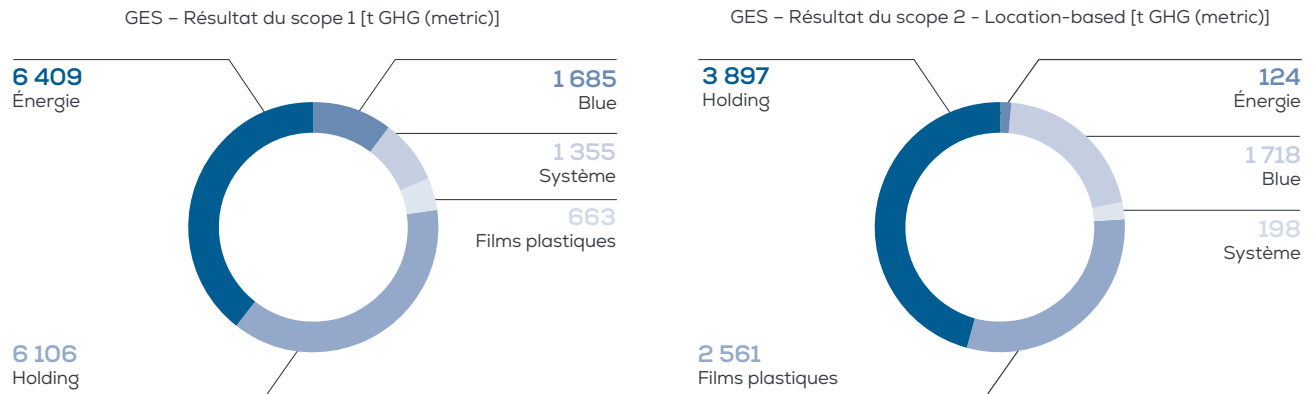 GES – Résultat du scope 1 [t GHG (metric)]
6 409
Énergie
1 685
Blue
1 355
Système
663
Films plastiques
6 106
Holding
GES – Résultat du scope 2 - Location-based [t GHG (metric)]
3 897
Holding
124
Énergie
1 718
Blue
198
Système
2 561
Films plastiques